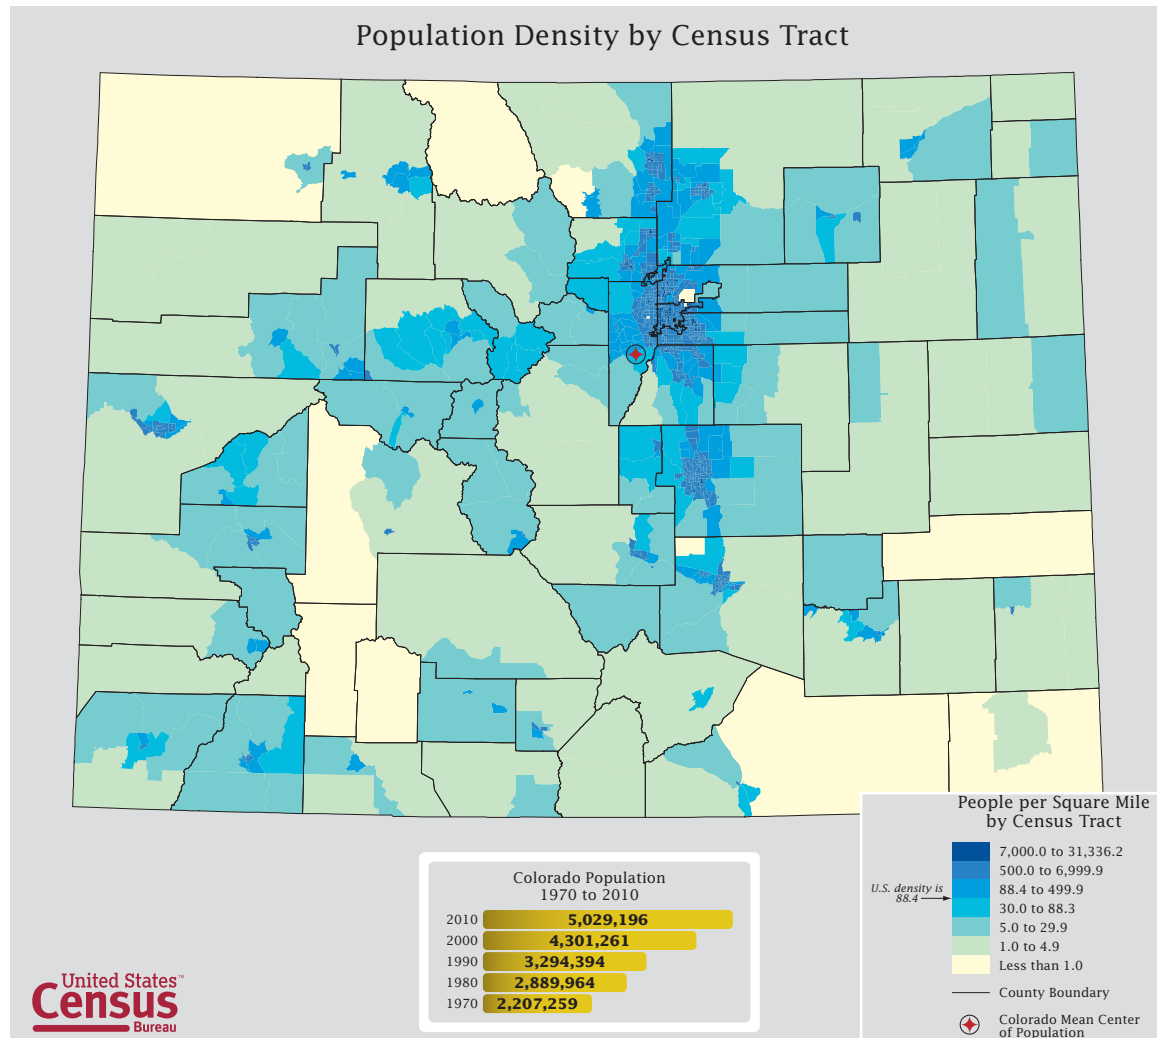 Population Density by Census Tract
People per Square Mile
by Census Tract
7,000.0 to 31,336.2
500.0 to 6,999.9
88.4 to 499.9
30.0 to 88.3
5.0 to 29.9
1.0 to 4.9
Less than 1.0
U.S. density is
88.4
County Boundary
Colorado Mean Center
of Population
Colorado Population
1970 to 2010
2010 5,029,196
2000 4,301,261
1990 3,294,394
1980 2,889,964
1970 2,207,259
United States™
Census
Bureau